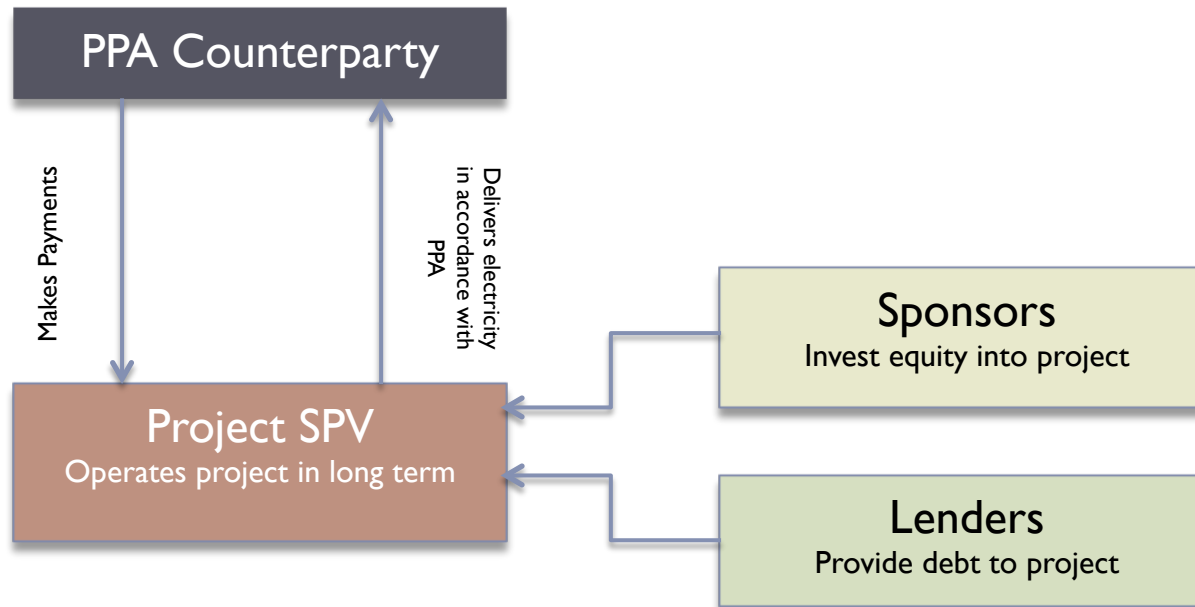 PPA Counterparty
Makes Payments
Delivers electricity
in accordance with
PPA
Sponsors
Invest equity into project
Project SPV
Operates project in long term
Lenders
Provide debt to project